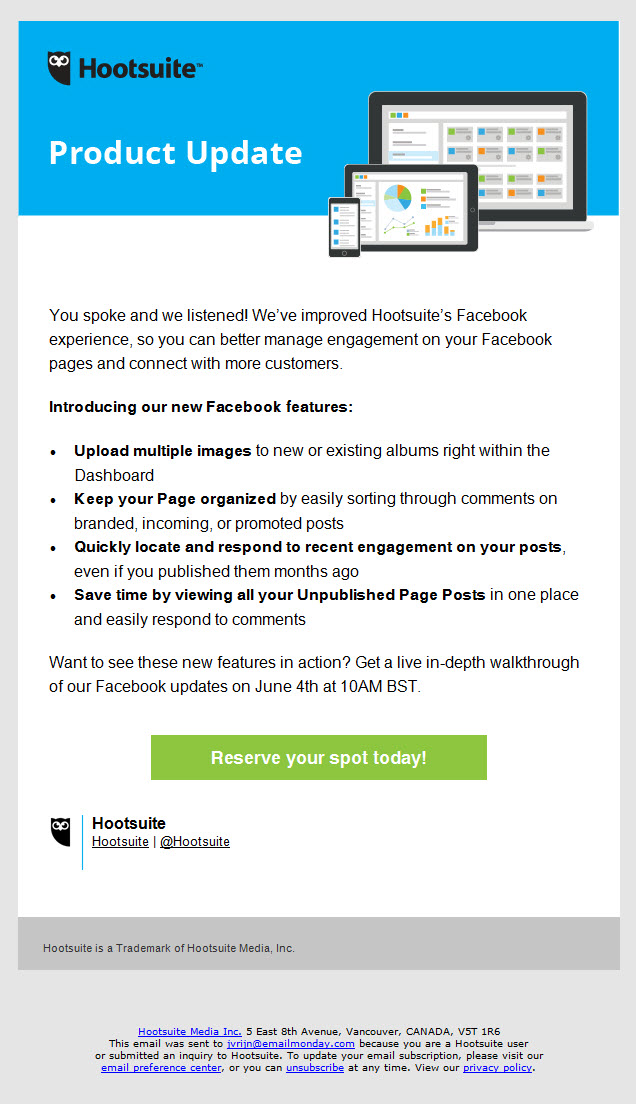 Hootsuite™
Product Update
You spoke and we listened! We’ve improved Hootsuite’s Facebook
experience, so you can better manage engagement on your Facebook
pages and connect with more customers.
Introducing our new Facebook features:
• Upload multiple images to new or existing albums right within the
Dashboard
• Keep your Page organized by easily sorting through comments on
branded, incoming, or promoted posts
• Quickly locate and respond to recent engagement on your posts,
even if you published them months ago
• Save time by viewing all your Unpublished Page Posts in one place
and easily respond to comments
Want to see these new features in action? Get a live in-depth walkthrough
of our Facebook updates on June 4th at 10AM BST.
Reserve your spot today!
Hootsuite
Hootsuite | @Hootsuite
Hootsuite is a Trademark of Hootsuite Media, Inc.
Hootsuite Media Inc. 5 East 8th Avenue, Vancouver, CANADA, V5T 1R6
This email was sent to jvrijn@emailmonday.com because you are a Hootsuite user
or submitted an inquiry to Hootsuite. To update your email subscription, please visit our
email preference center, or you can unsubscribe at any time. View our privacy policy.